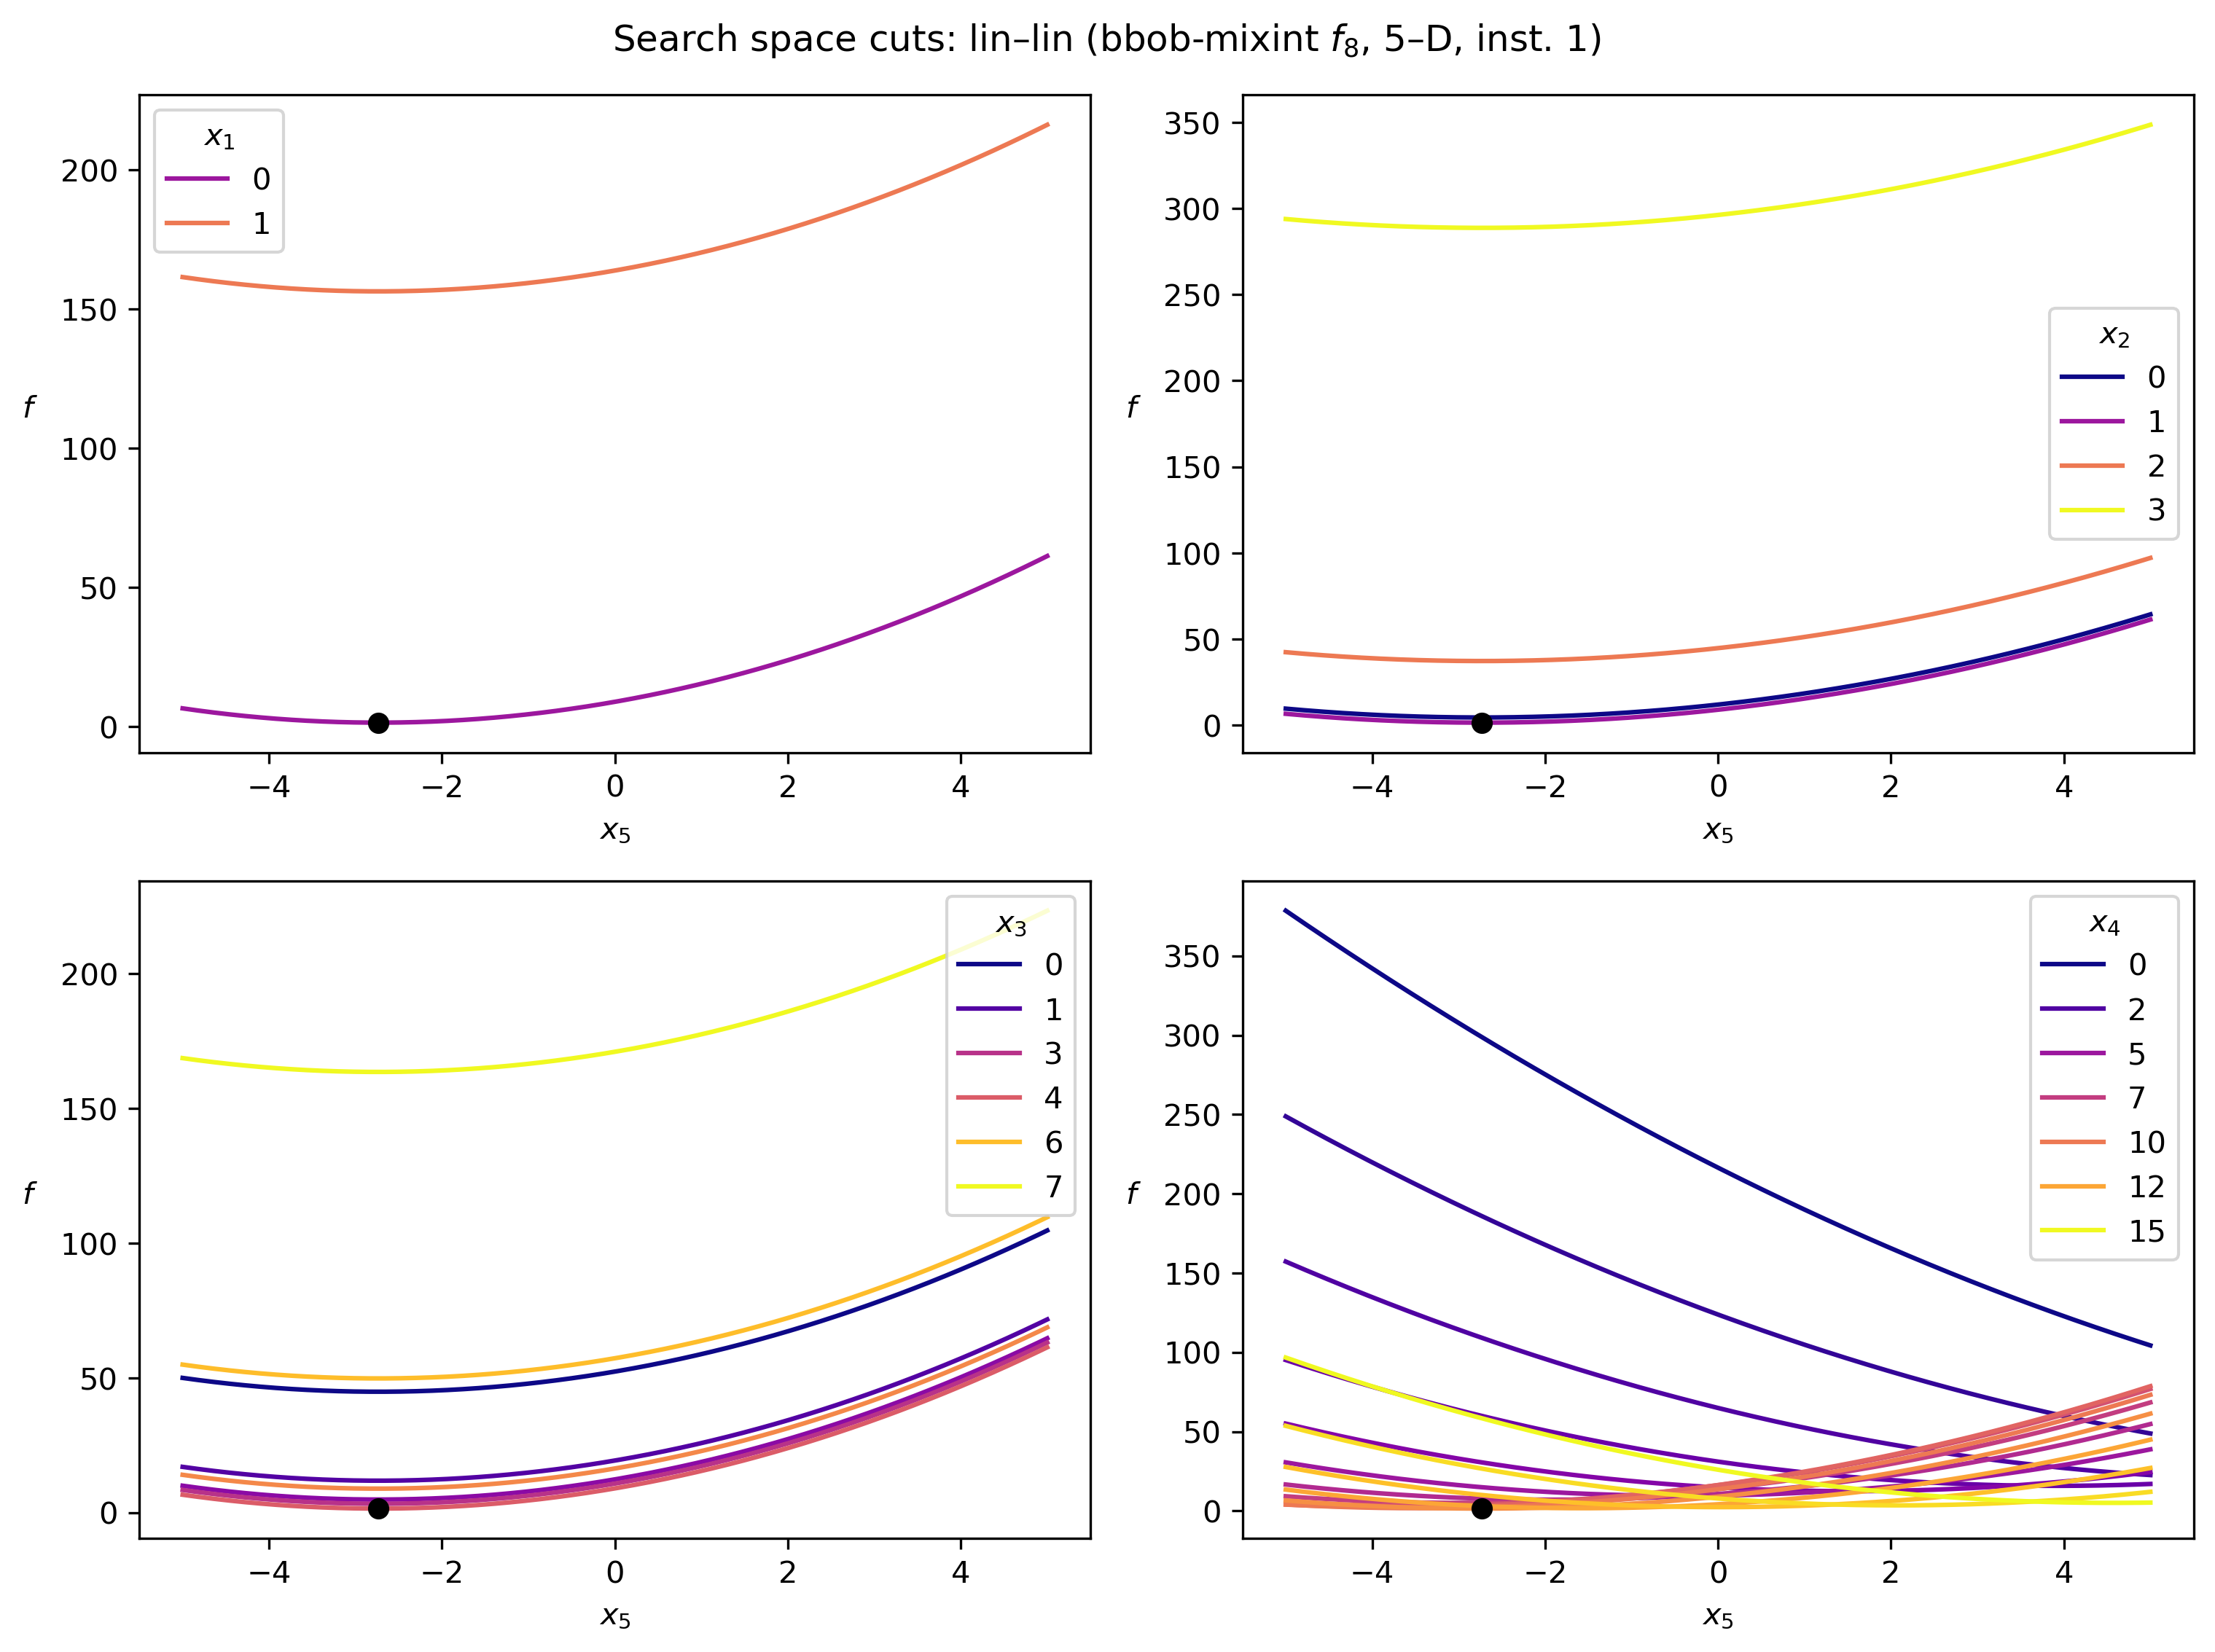 Search space cuts: lin–lin (bbob-mixint f₈, 5–D, inst. 1)
x₁
0
1
f
200
150
100
50
0
−4 −2 0 2 4
x₅
x₂
0
1
2
3
f
350
300
250
200
150
100
50
0
−4 −2 0 2 4
x₅
x₃
0
1
3
4
6
7
f
200
150
100
50
0
−4 −2 0 2 4
x₅
x₄
0
2
5
7
10
12
15
f
350
300
250
200
150
100
50
0
−4 −2 0 2 4
x₅